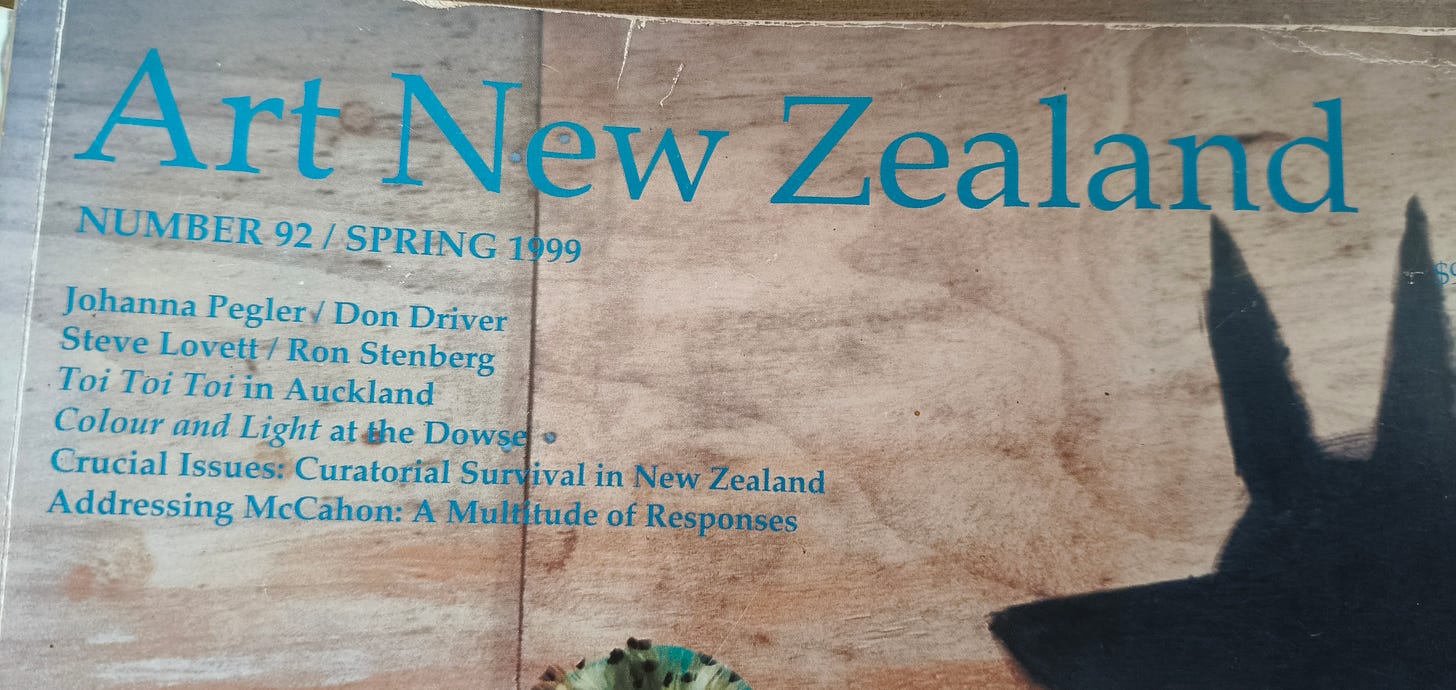 Art New Zealand
NUMBER 92 / SPRING 1999
Johanna Pegler / Don Driver
Steve Lovett / Ron Stenberg
Toi Toi Toi in Auckland
Colour and Light at the Dowse
Crucial Issues: Curatorial Survival in New Zealand
Addressing McCahon: A Multitude of Responses